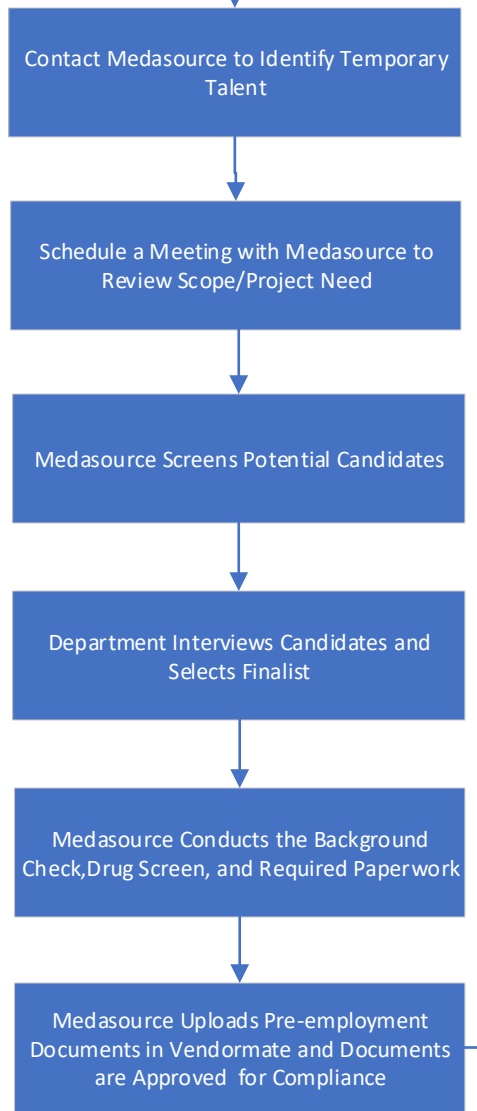 Contact Medasource to Identify Temporary
Talent
Schedule a Meeting with Medasource to
Review Scope/Project Need
Medasource Screens Potential Candidates
Department Interviews Candidates and
Selects Finalist
Medasource Conducts the Background
Check,Drug Screen, and Required Paperwork
Medasource Uploads Pre-employment
Documents in Vendormate and Documents
are Approved for Compliance